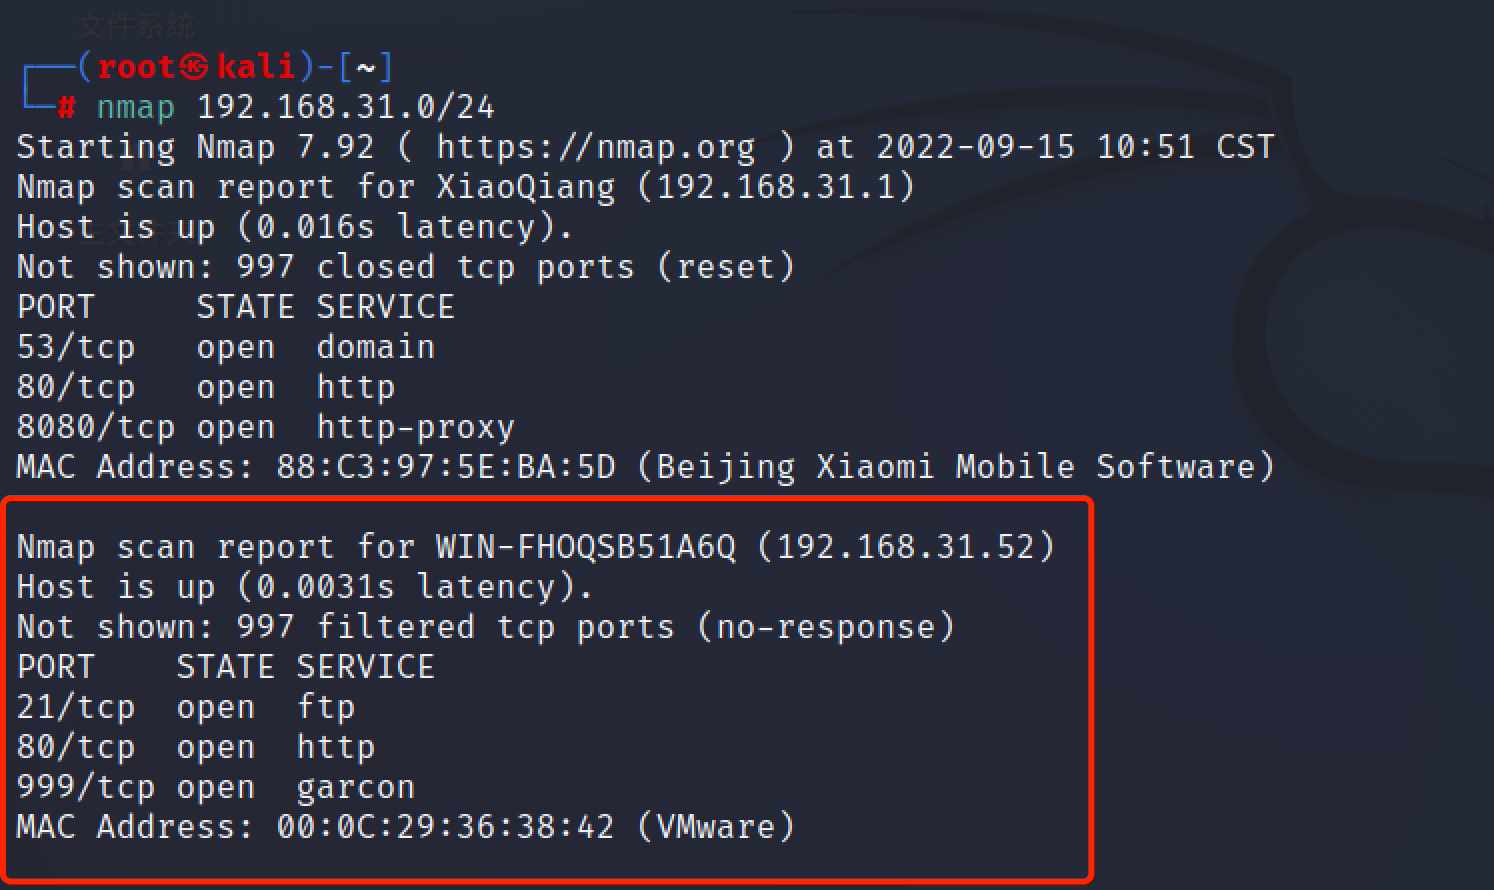 文件系统
┌──(root㉿kali)-[~]
└─# nmap 192.168.31.0/24
Starting Nmap 7.92 ( https://nmap.org ) at 2022-09-15 10:51 CST
Nmap scan report for XiaoQiang (192.168.31.1)
Host is up (0.016s latency).
Not shown: 997 closed tcp ports (reset)
PORT     STATE SERVICE
53/tcp   open  domain
80/tcp   open  http
8080/tcp open  http-proxy
MAC Address: 88:C3:97:5E:BA:5D (Beijing Xiaomi Mobile Software)
Nmap scan report for WIN-FHOQSB51A6Q (192.168.31.52)
Host is up (0.0031s latency).
Not shown: 997 filtered tcp ports (no-response)
PORT    STATE SERVICE
21/tcp  open  ftp
80/tcp  open  http
999/tcp open  garcon
MAC Address: 00:0C:29:36:38:42 (VMware)